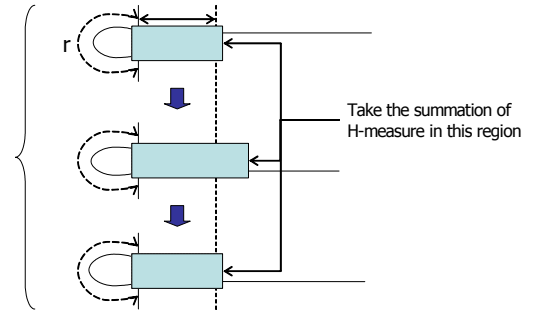 r
Take the summation of
H-measure in this region